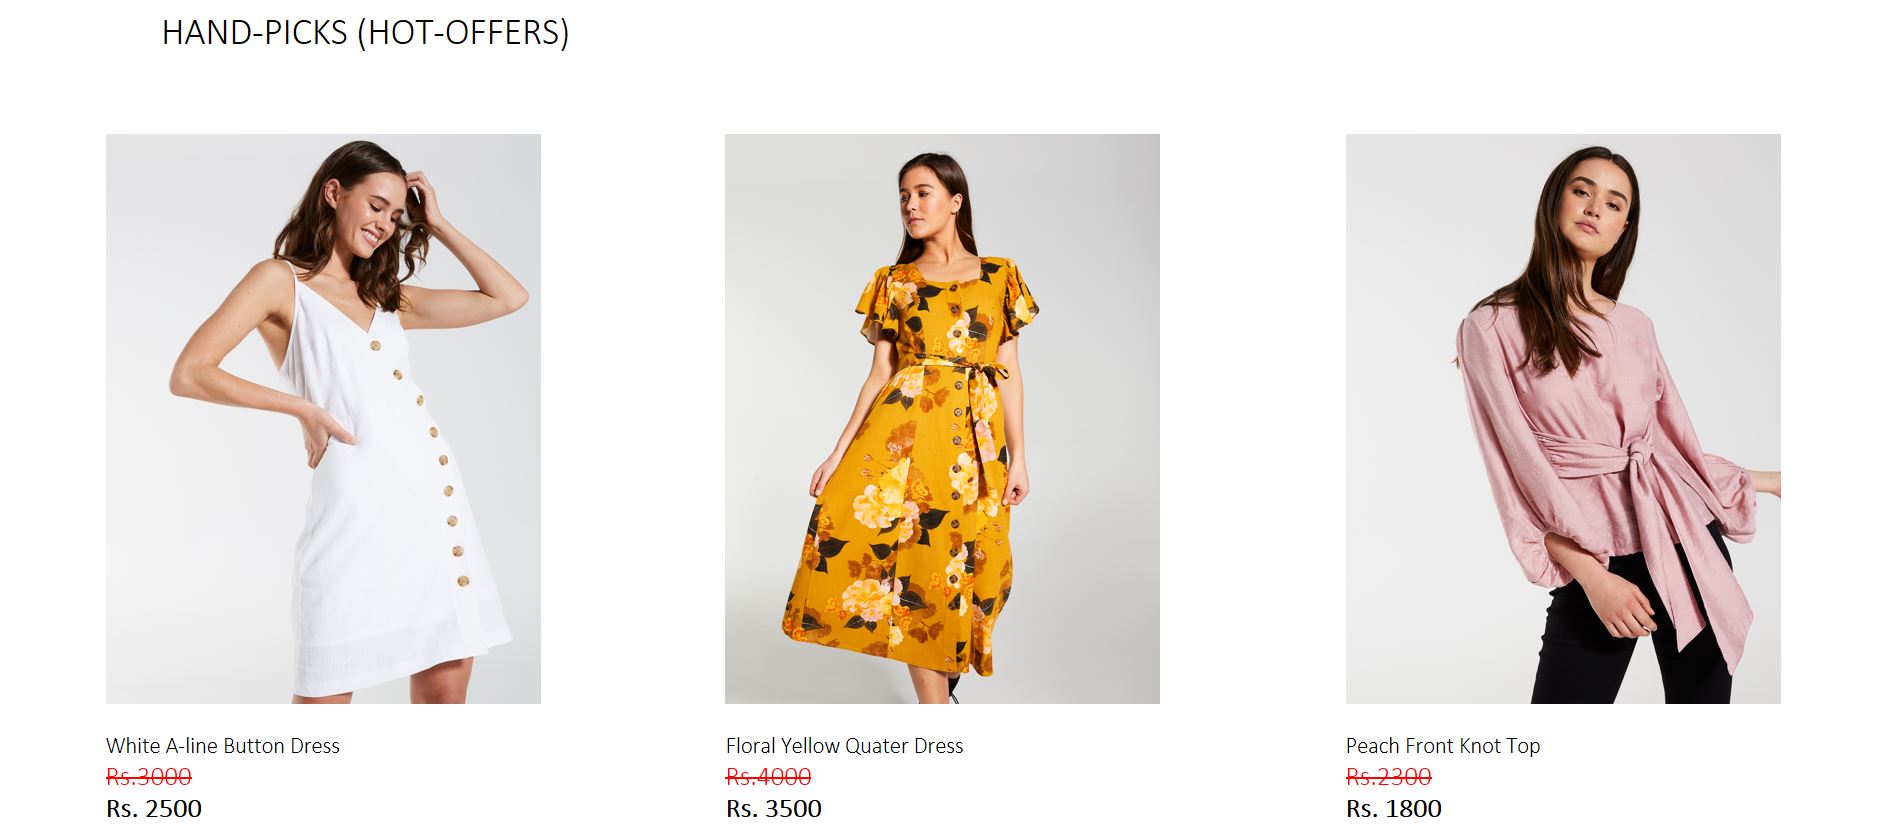 HAND-PICKS (HOT-OFFERS)
White A-line Button Dress
Rs.3000
Rs. 2500
Floral Yellow Quater Dress
Rs.4000
Rs. 3500
Peach Front Knot Top
Rs.2300
Rs. 1800